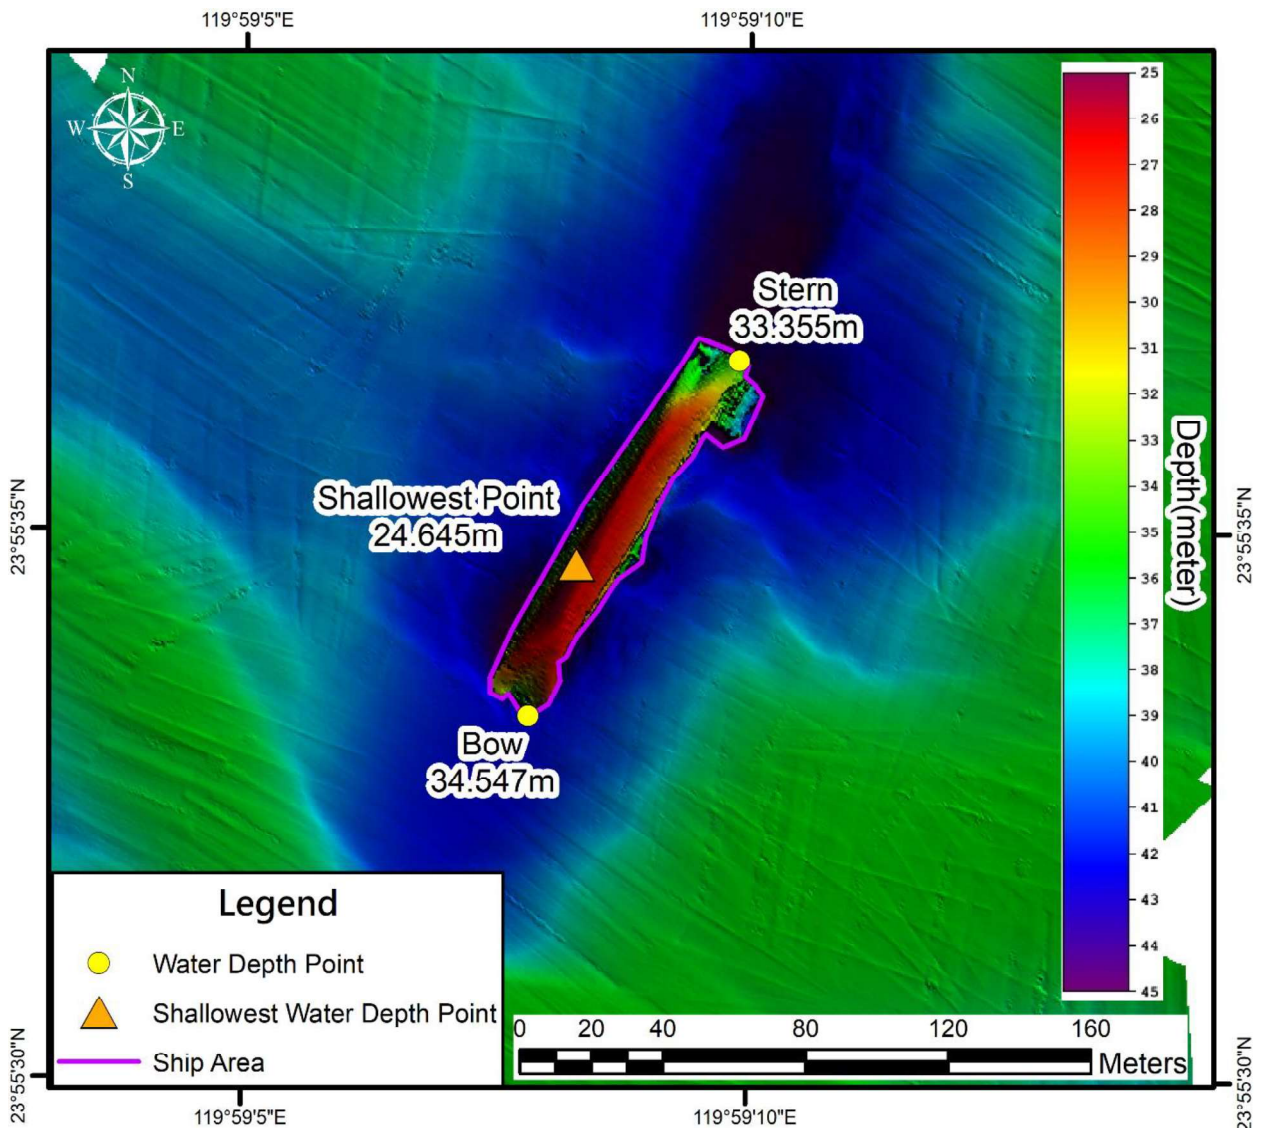 119°59'5"E
119°59'10"E
N
W E
S
25
26
27
28
29
30
31
32
33
34
35
36
37
38
39
40
41
42
43
44
45
Depth(meter)
Stern
33.355m
Shallowest Point
24.645m
Bow
34.547m
23°55'35"N
23°55'35"N
Legend
Water Depth Point
Shallowest Water Depth Point
Ship Area
0 20 40 80 120 160
Meters
23°55'30"N
23°55'30"N
119°59'5"E
119°59'10"E